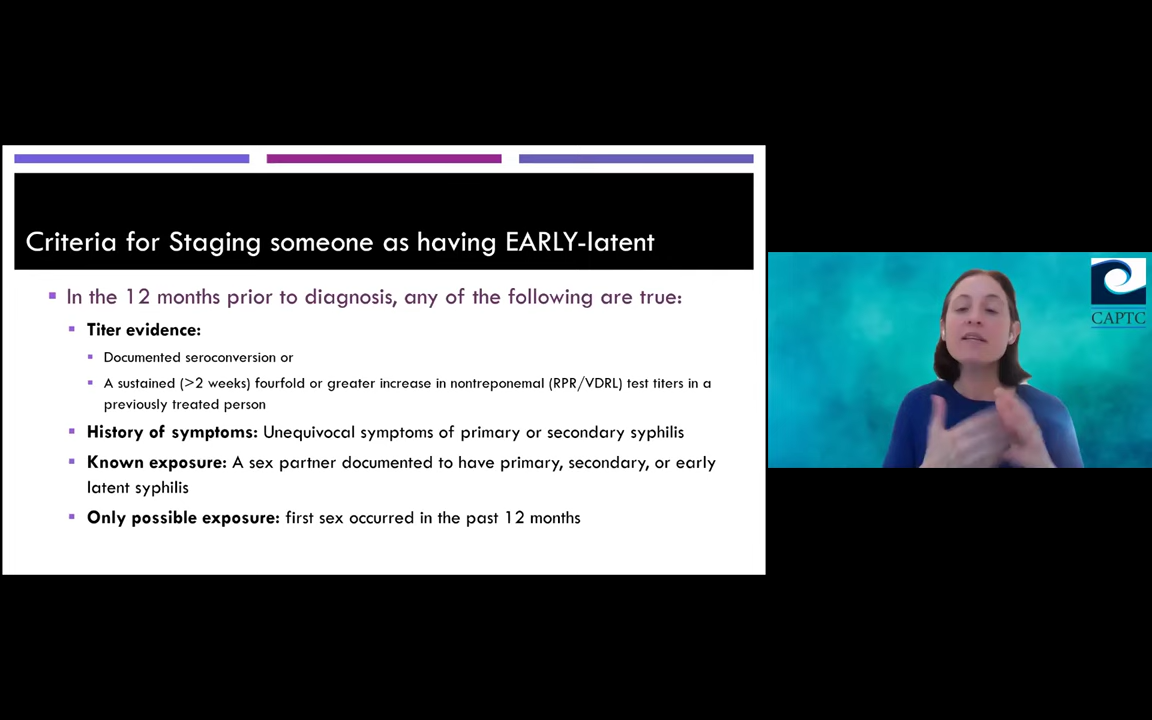 Criteria for Staging someone as having EARLY-latent
In the 12 months prior to diagnosis, any of the following are true:
Titer evidence:
Documented seroconversion or
A sustained (>2 weeks) fourfold or greater increase in nontreponemal (RPR/VDRL) test titers in a
previously treated person
History of symptoms: Unequivocal symptoms of primary or secondary syphilis
Known exposure: A sex partner documented to have primary, secondary, or early
latent syphilis
Only possible exposure: first sex occurred in the past 12 months
CAPTC